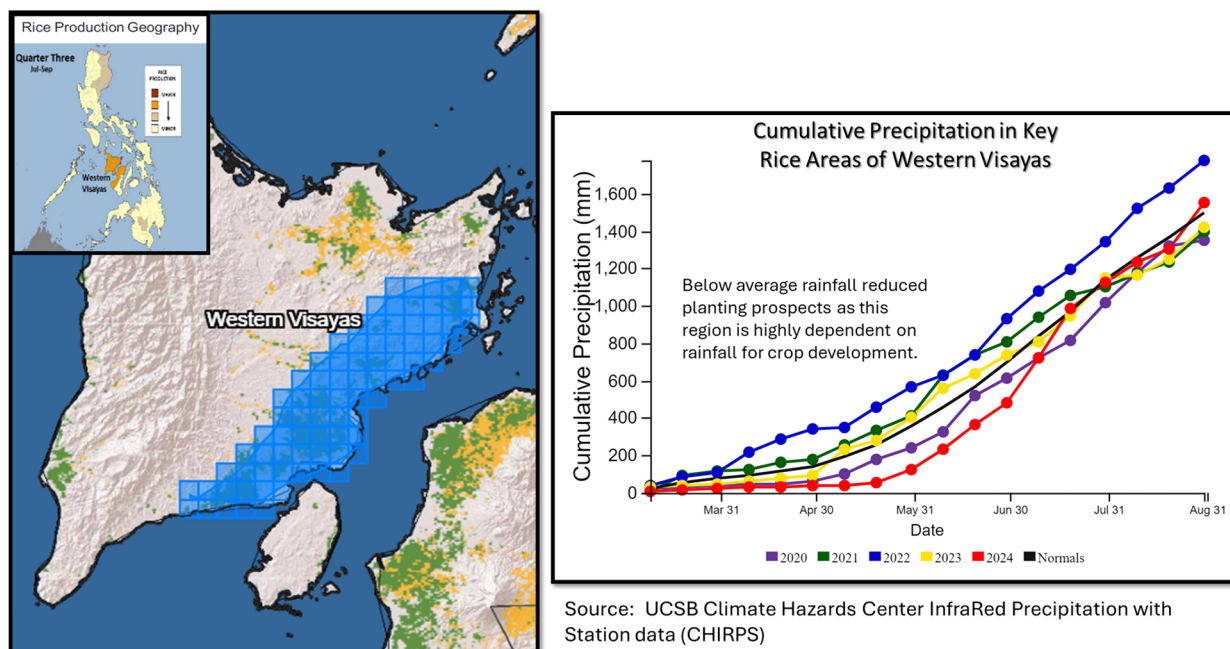 Rice Production Geography
Quarter Three
Jul-Sep
RICE
PRODUCTION
MAJOR
MINOR
Western
Visayas
Western Visayas
Cumulative Precipitation in Key
Rice Areas of Western Visayas
Cumulative Precipitation (mm)
1,600
1,400
1,200
1,000
800
600
400
200
0
Below average rainfall reduced
planting prospects as this
region is highly dependent on
rainfall for crop development.
Mar 31
Apr 30
May 31
Jun 30
Jul 31
Aug 31
Date
2020
2021
2022
2023
2024
Normals
Source: UCSB Climate Hazards Center InfraRed Precipitation with
Station data (CHIRPS)